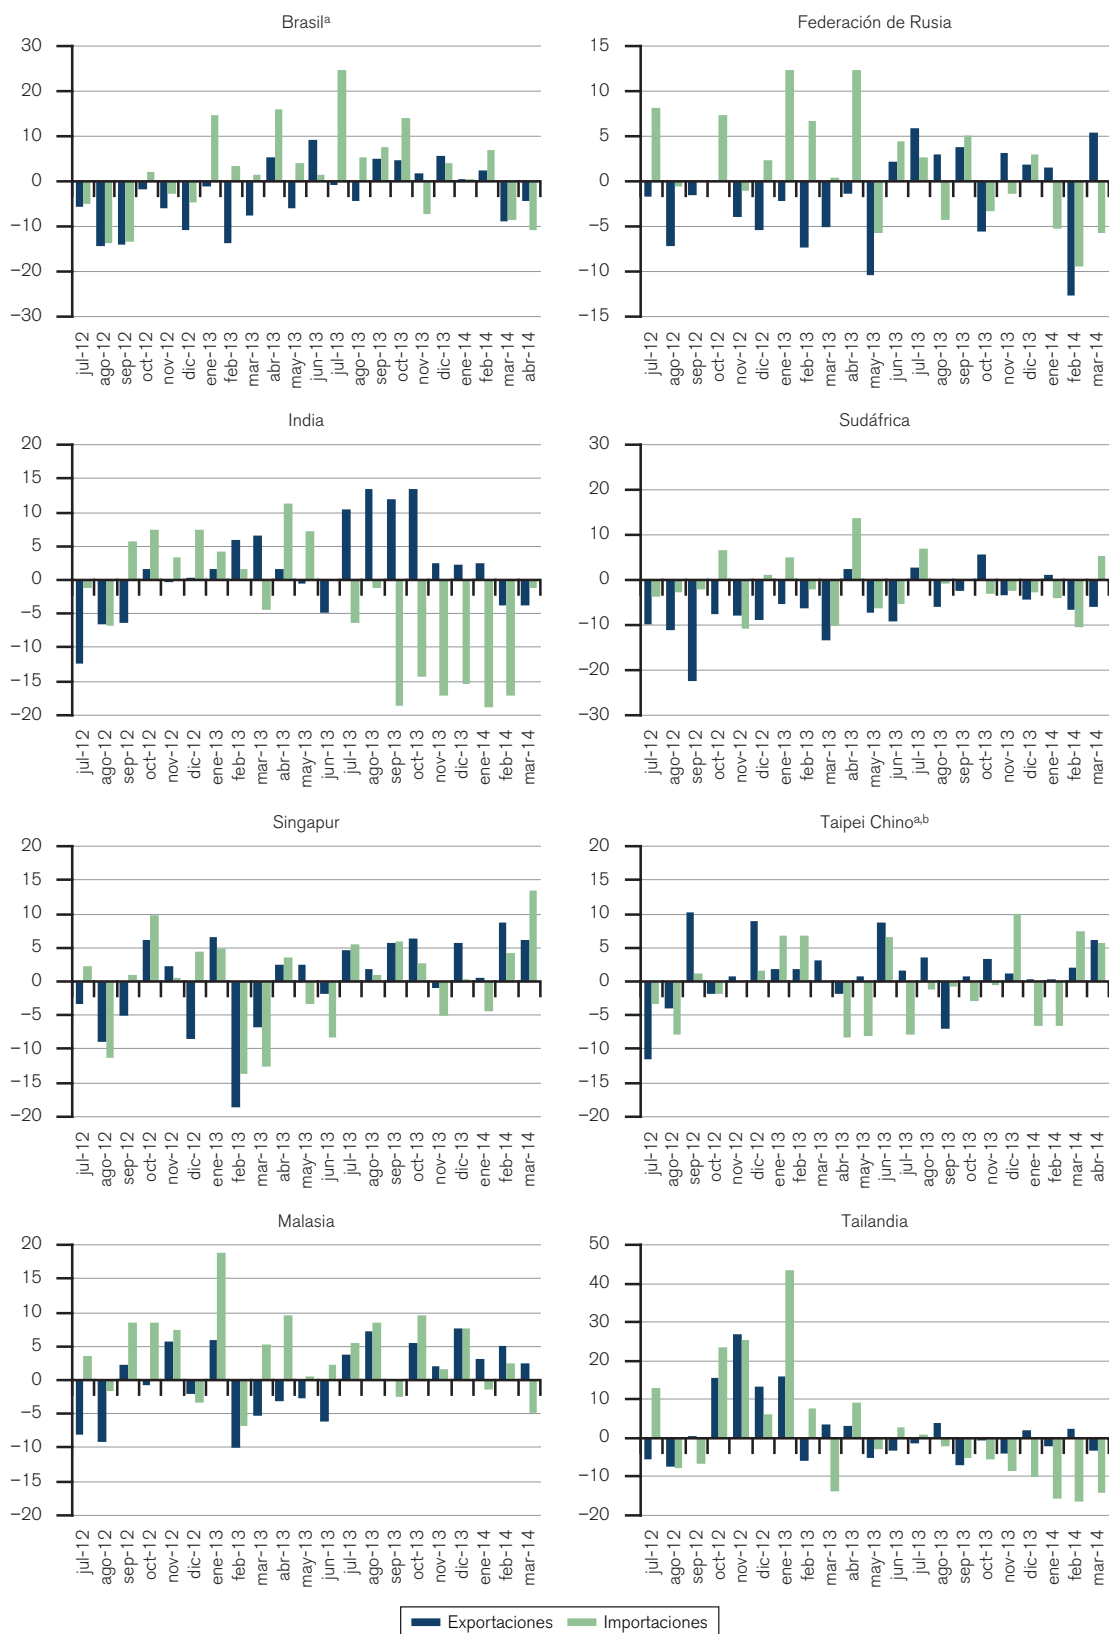 Brasilᵃ
30
20
10
0
−10
−20
−30
jul-12
ago-12
sep-12
oct-12
nov-12
dic-12
ene-13
feb-13
mar-13
abr-13
may-13
jun-13
jul-13
ago-13
sep-13
oct-13
nov-13
dic-13
ene-14
feb-14
mar-14
abr-14
Federación de Rusia
15
10
5
0
−5
−10
−15
jul-12
ago-12
sep-12
oct-12
nov-12
dic-12
ene-13
feb-13
mar-13
abr-13
may-13
jun-13
jul-13
ago-13
sep-13
oct-13
nov-13
dic-13
ene-14
feb-14
mar-14
India
20
15
10
5
0
−5
−10
−15
−20
jul-12
ago-12
sep-12
oct-12
nov-12
dic-12
ene-13
feb-13
mar-13
abr-13
may-13
jun-13
jul-13
ago-13
sep-13
oct-13
nov-13
dic-13
ene-14
feb-14
mar-14
Sudáfrica
30
20
10
0
−10
−20
−30
jul-12
ago-12
sep-12
oct-12
nov-12
dic-12
ene-13
feb-13
mar-13
abr-13
may-13
jun-13
jul-13
ago-13
sep-13
oct-13
nov-13
dic-13
ene-14
feb-14
mar-14
Singapur
20
15
10
5
0
−5
−10
−15
−20
jul-12
ago-12
sep-12
oct-12
nov-12
dic-12
ene-13
feb-13
mar-13
abr-13
may-13
jun-13
jul-13
ago-13
sep-13
oct-13
nov-13
dic-13
ene-14
feb-14
mar-14
Taipei Chinoᵃ,ᵇ
20
15
10
5
0
−5
−10
−15
−20
jul-12
ago-12
sep-12
oct-12
nov-12
dic-12
ene-13
feb-13
mar-13
abr-13
may-13
jun-13
jul-13
ago-13
sep-13
oct-13
nov-13
dic-13
ene-14
feb-14
mar-14
abr-14
Malasia
20
15
10
5
0
−5
−10
−15
−20
jul-12
ago-12
sep-12
oct-12
nov-12
dic-12
ene-13
feb-13
mar-13
abr-13
may-13
jun-13
jul-13
ago-13
sep-13
oct-13
nov-13
dic-13
ene-14
feb-14
mar-14
Tailandia
50
40
30
20
10
0
−10
−20
jul-12
ago-12
sep-12
oct-12
nov-12
dic-12
ene-13
feb-13
mar-13
abr-13
may-13
jun-13
jul-13
ago-13
sep-13
oct-13
nov-13
dic-13
ene-14
feb-14
mar-14
Exportaciones
Importaciones